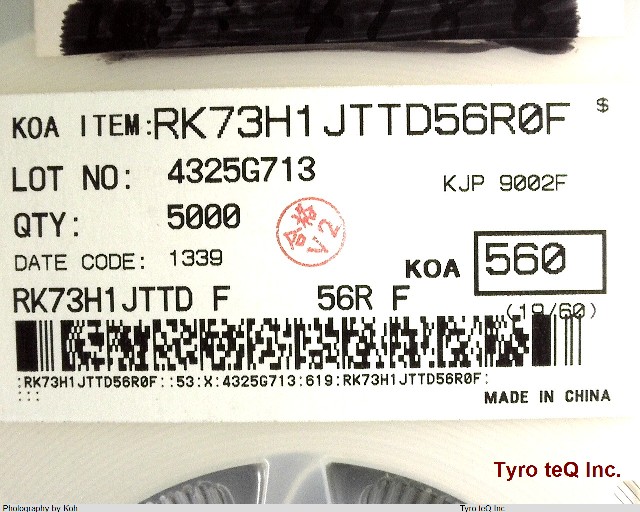 KOA ITEM:RK73H1JTTD56R0F $
LOT NO: 4325G713
KJP 9002F
QTY: 5000
DATE CODE: 1339
KOA 560
RK73H1JTTD F 56R F
(19/60)
:RK73H1JTTD56R0F::53:X:4325G713:619:RK73H1JTTD56R0F:
:::
MADE IN CHINA
Tyro teQ Inc.
Photography by Koh Tyro teQ Inc